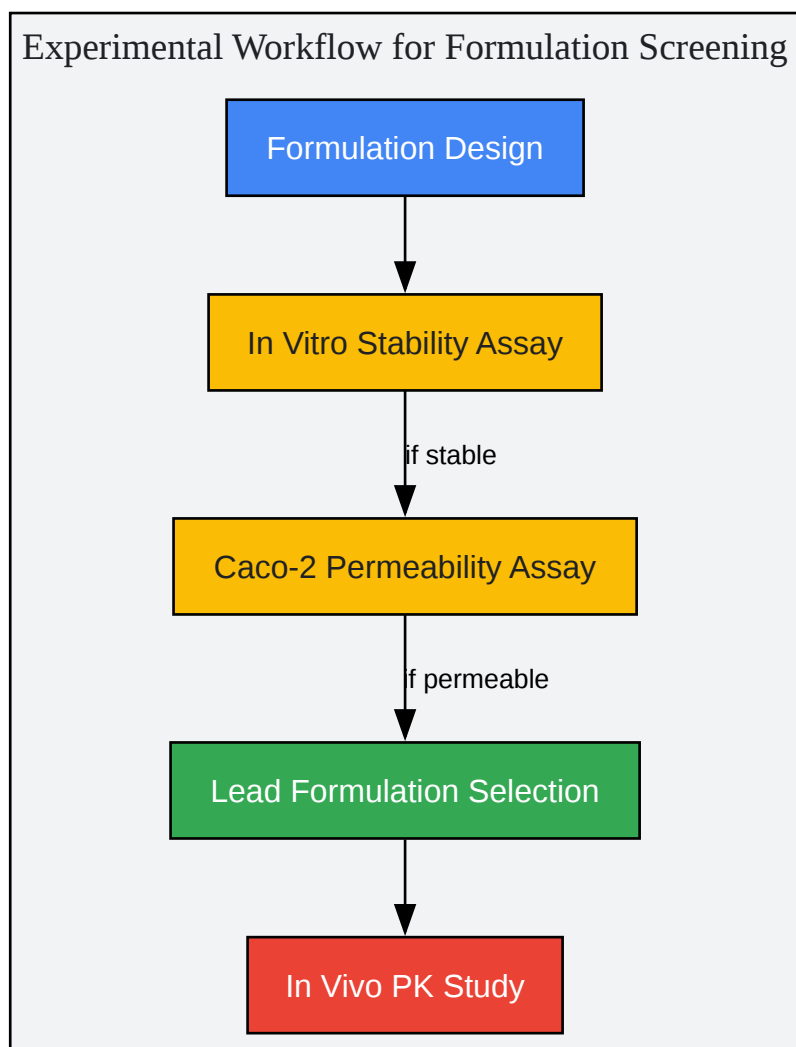 Experimental Workflow for Formulation Screening
Formulation Design
In Vitro Stability Assay
if stable
Caco-2 Permeability Assay
if permeable
Lead Formulation Selection
In Vivo PK Study